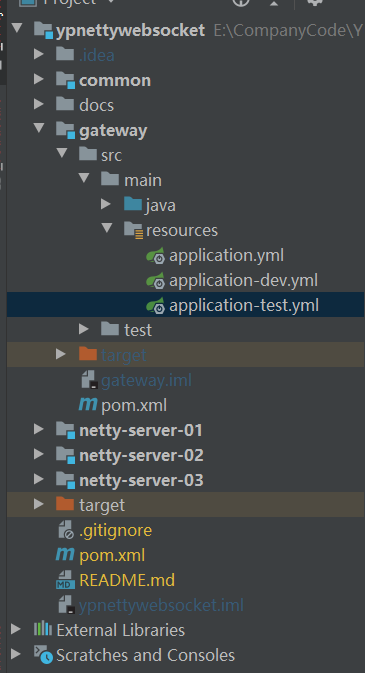 Project
ypnettywebsocket E:\CompanyCode\Y
.idea
common
docs
gateway
src
main
java
resources
application.yml
application-dev.yml
application-test.yml
test
target
gateway.iml
m pom.xml
netty-server-01
netty-server-02
netty-server-03
target
.gitignore
m pom.xml
MD README.md
ypnettywebsocket.iml
External Libraries
Scratches and Consoles